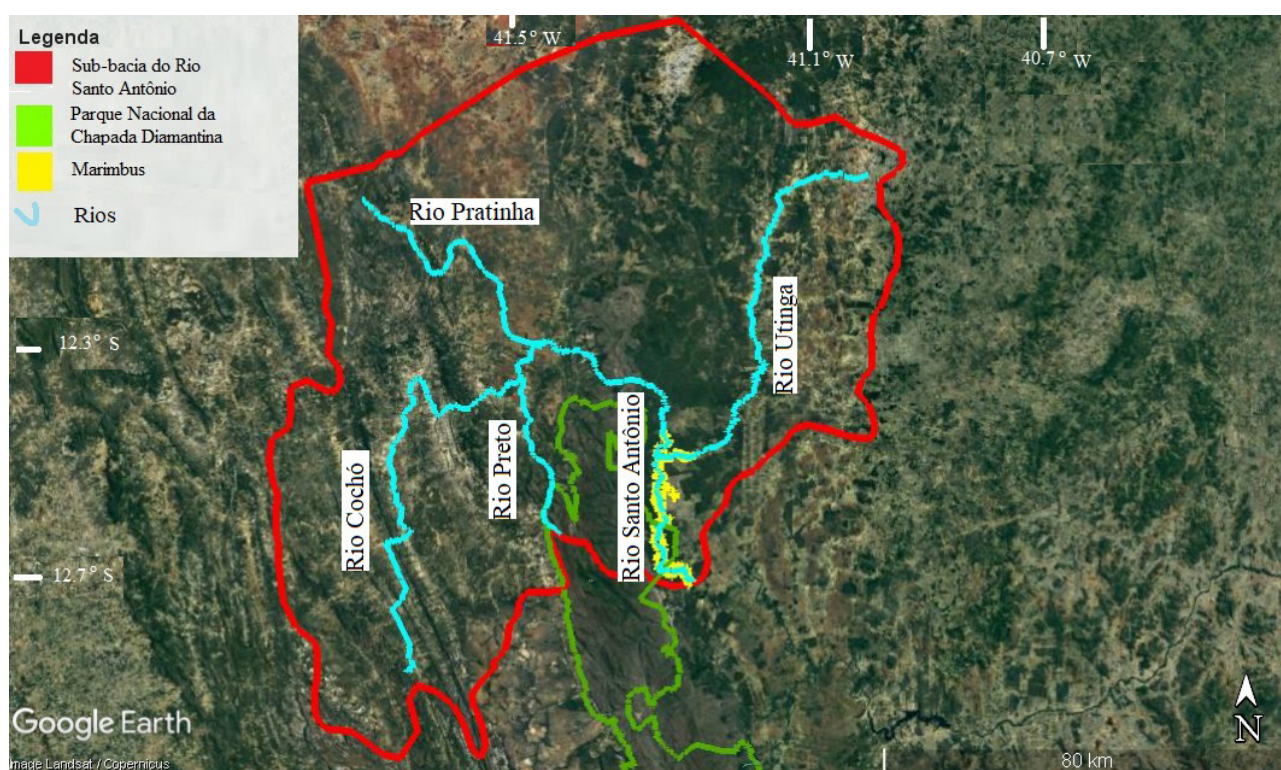 Legenda
Sub-bacia do Rio
Santo Antônio
Parque Nacional da
Chapada Diamantina
Marimbus
Rios
41.5° W
41.1° W
40.7° W
12.3° S
12.7° S
Rio Pratinha
Rio Utinga
Rio Santo Antônio
Rio Preto
Rio Cochó
Google Earth
Image Landsat / Copernicus
80 km
N